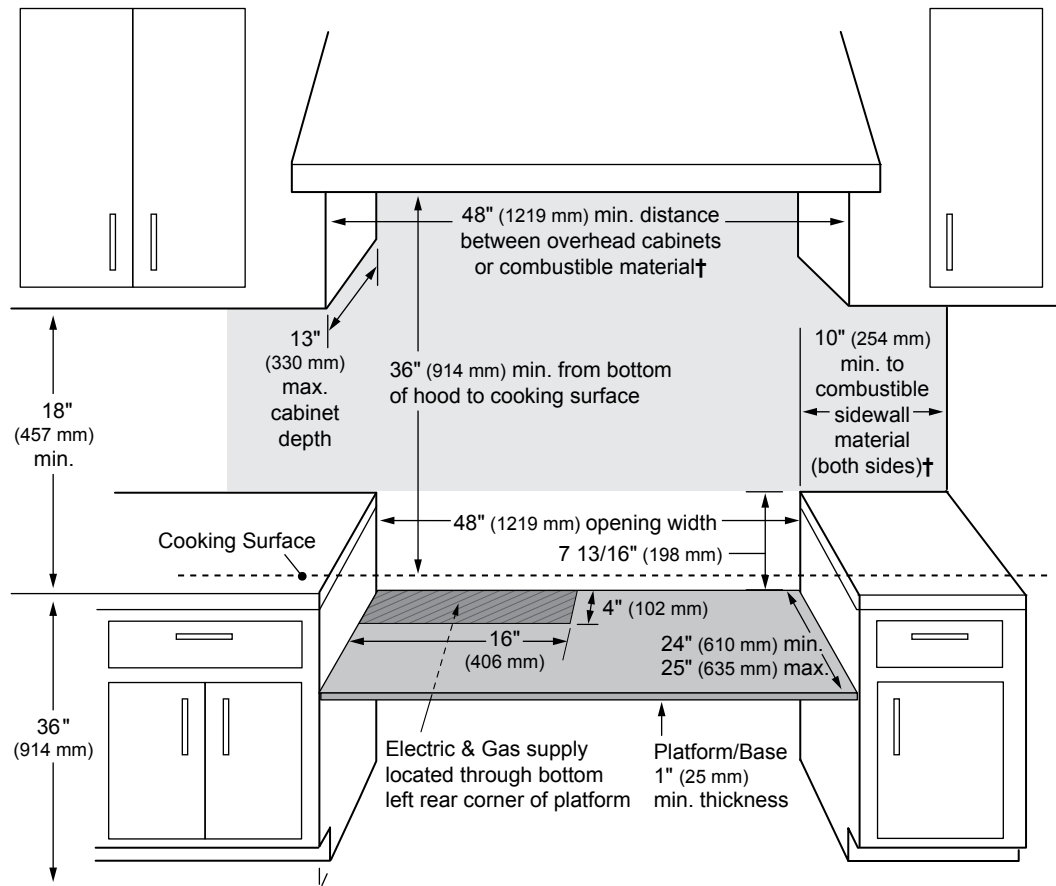 48" (1219 mm) min. distance
between overhead cabinets
or combustible material†
13"
(330 mm)
max.
cabinet
depth
36" (914 mm) min. from bottom
of hood to cooking surface
10" (254 mm)
min. to
combustible
sidewall
material
(both sides)†
18"
(457 mm)
min.
48" (1219 mm) opening width
Cooking Surface
7 13/16" (198 mm)
4" (102 mm)
16"
(406 mm)
24" (610 mm) min.
25" (635 mm) max.
36"
(914 mm)
Electric & Gas supply
located through bottom
left rear corner of platform
Platform/Base
1" (25 mm)
min. thickness